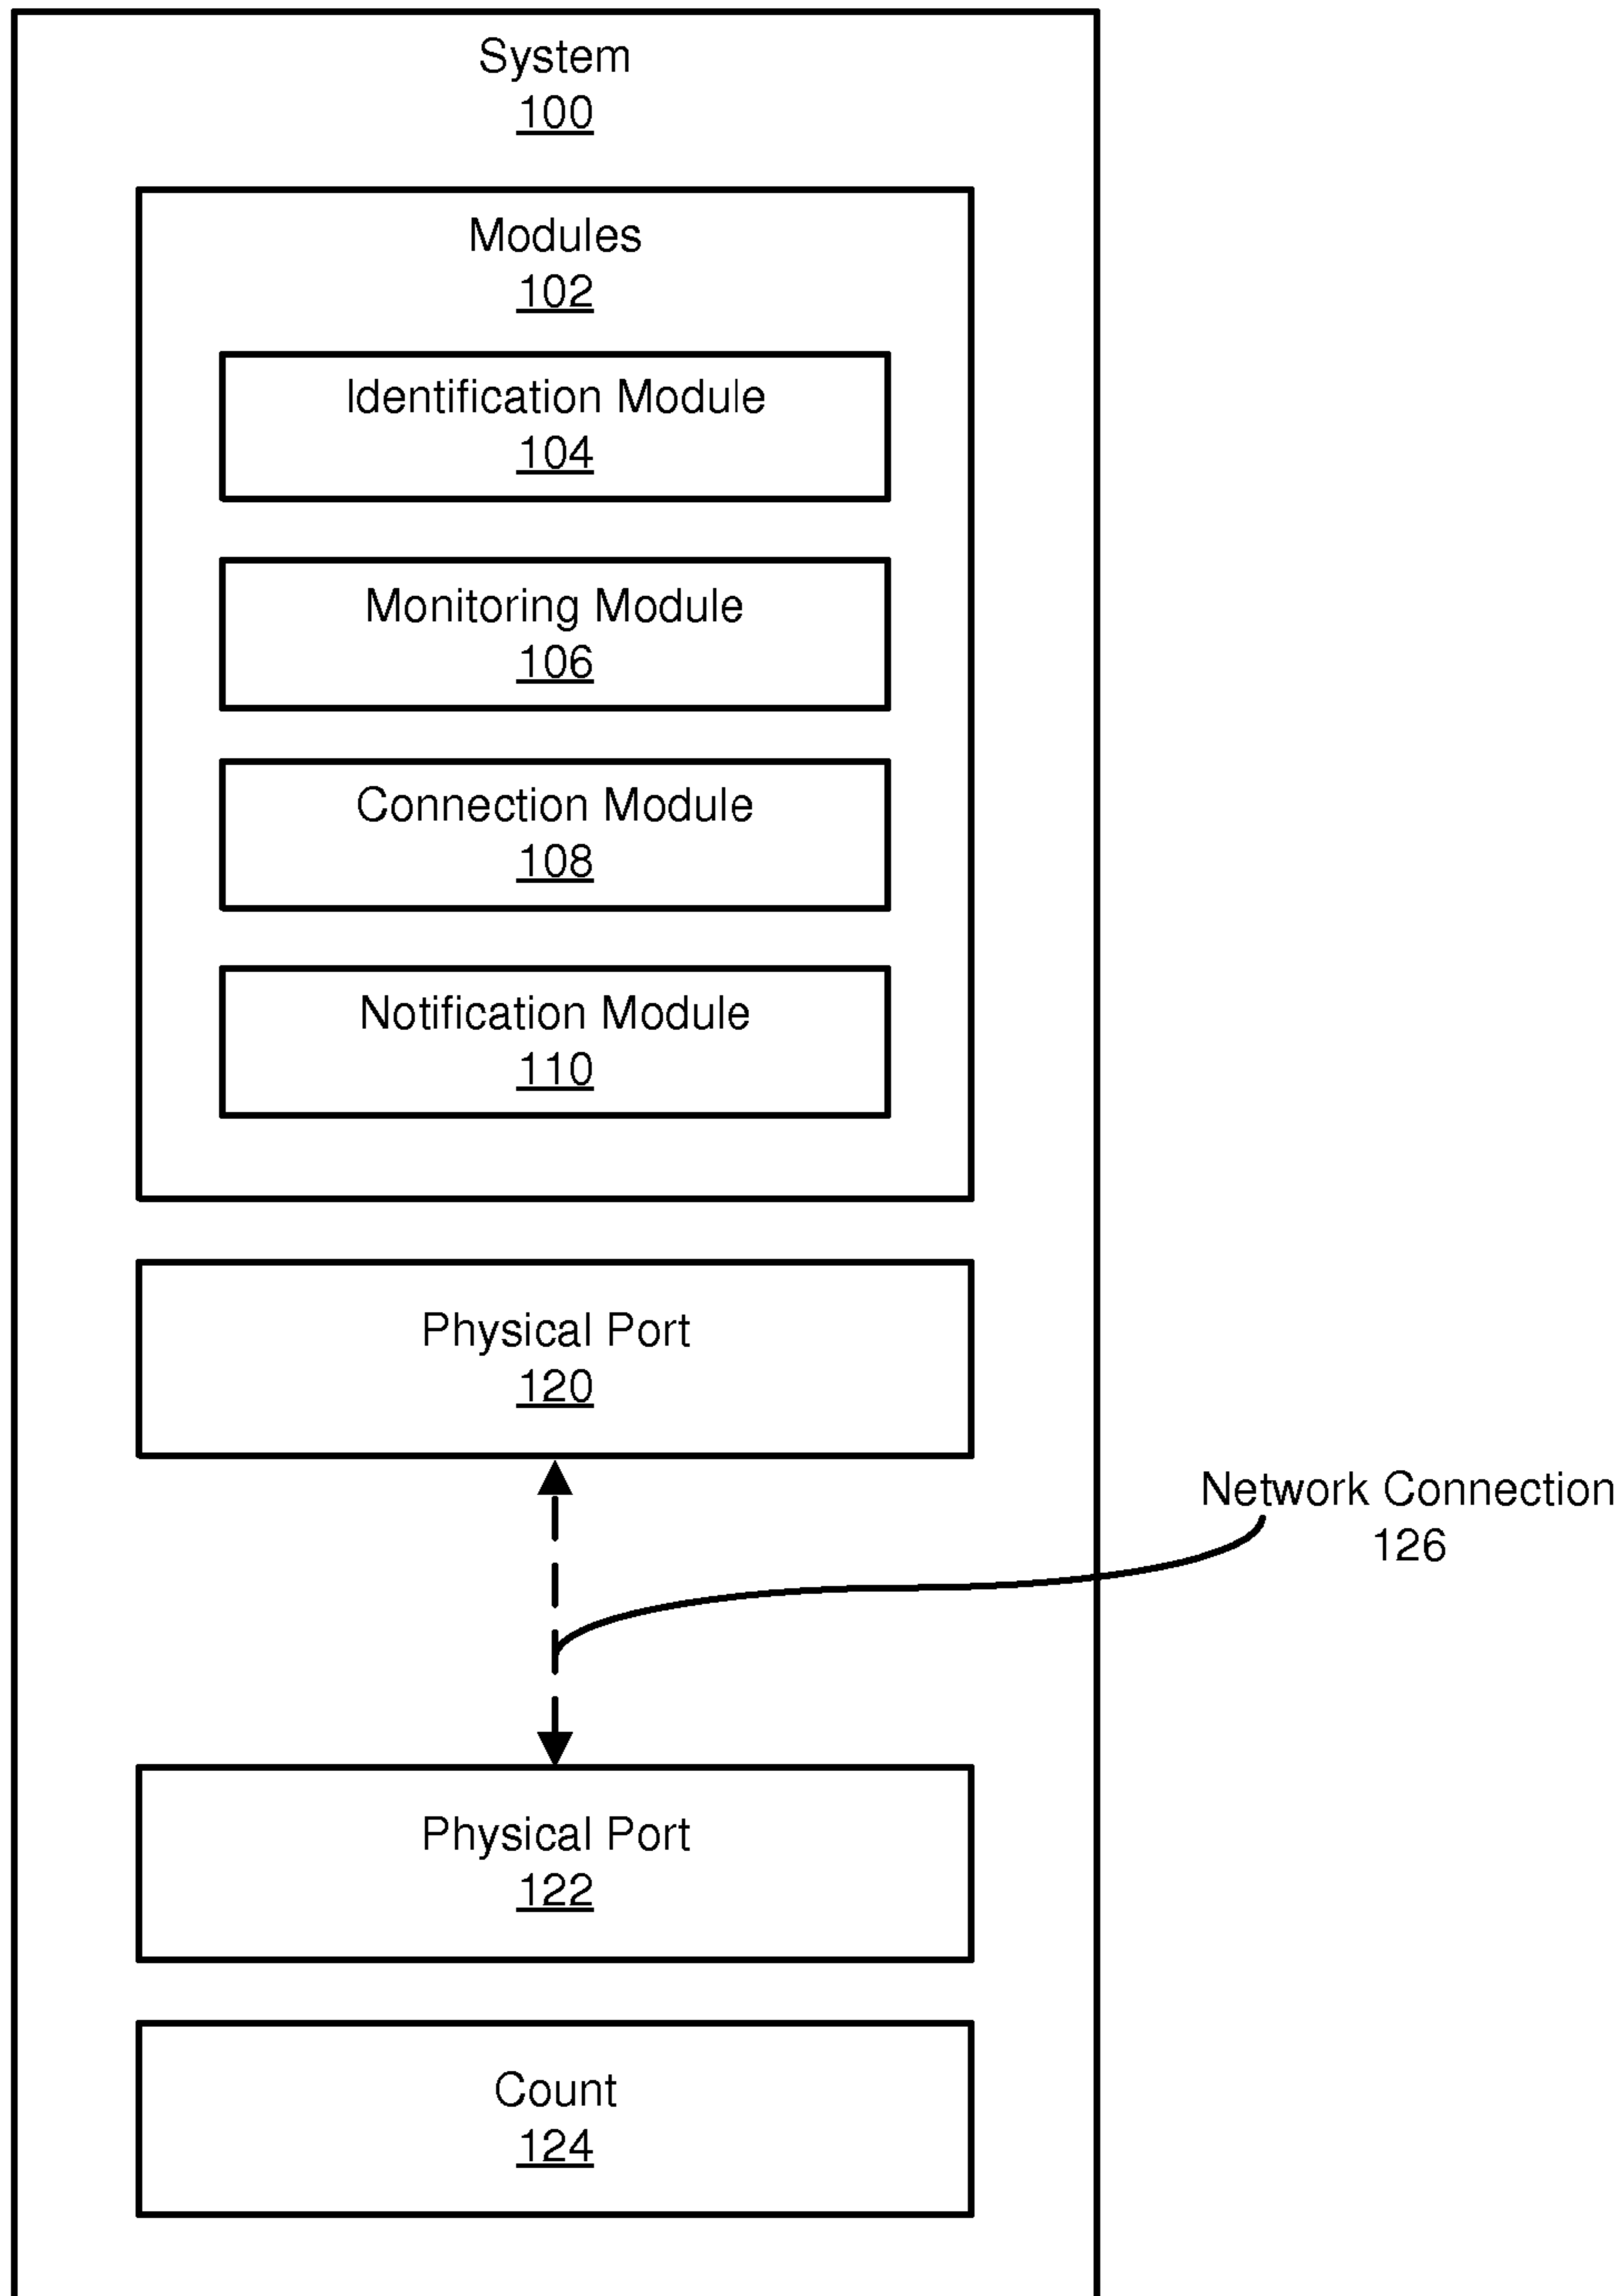 System
100
Modules
102
Identification Module
104
Monitoring Module
106
Connection Module
108
Notification Module
110
Physical Port
120
Network Connection
126
Physical Port
122
Count
124